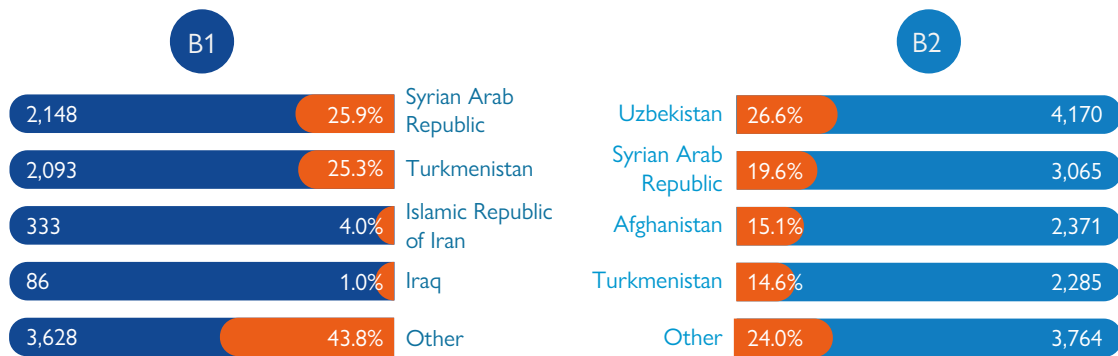 B1
2,148 25.9% Syrian Arab
Republic
2,093 25.3% Turkmenistan
333 4.0% Islamic Republic
of Iran
86 1.0% Iraq
3,628 43.8% Other
B2
Uzbekistan 26.6% 4,170
Syrian Arab
Republic 19.6% 3,065
Afghanistan 15.1% 2,371
Turkmenistan 14.6% 2,285
Other 24.0% 3,764